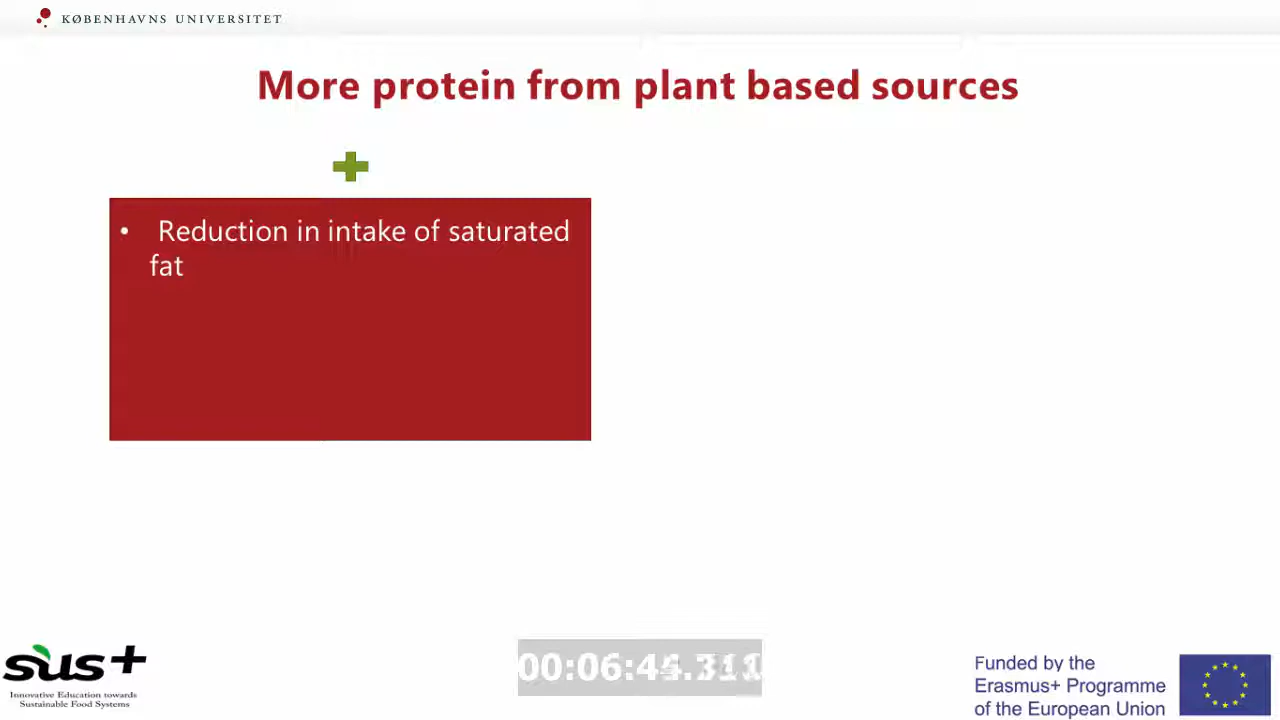 KØBENHAVNS UNIVERSITET
More protein from plant based sources
• Reduction in intake of saturated
fat
sus+
Innovative Education towards
Sustainable Food Systems
Funded by the
Erasmus+ Programme
of the European Union